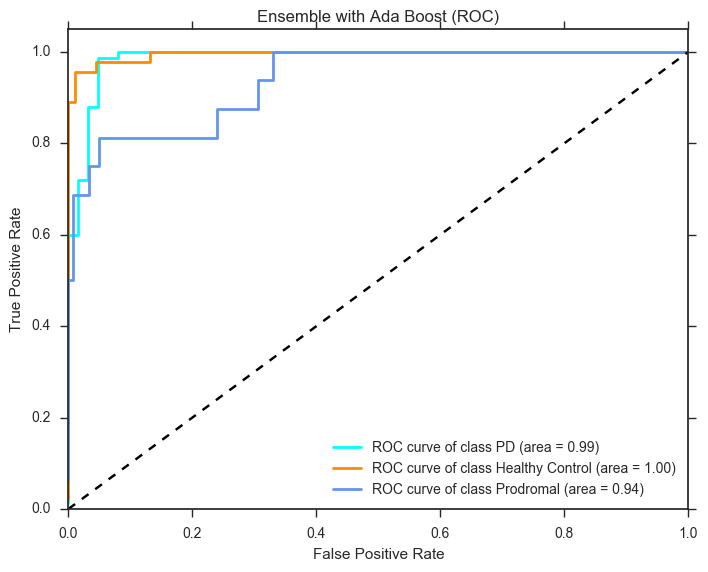 Ensemble with Ada Boost (ROC)
1.0
0.8
0.6
0.4
0.2
0.0
True Positive Rate
ROC curve of class PD (area = 0.99)
ROC curve of class Healthy Control (area = 1.00)
ROC curve of class Prodromal (area = 0.94)
0.0 0.2 0.4 0.6 0.8 1.0
False Positive Rate